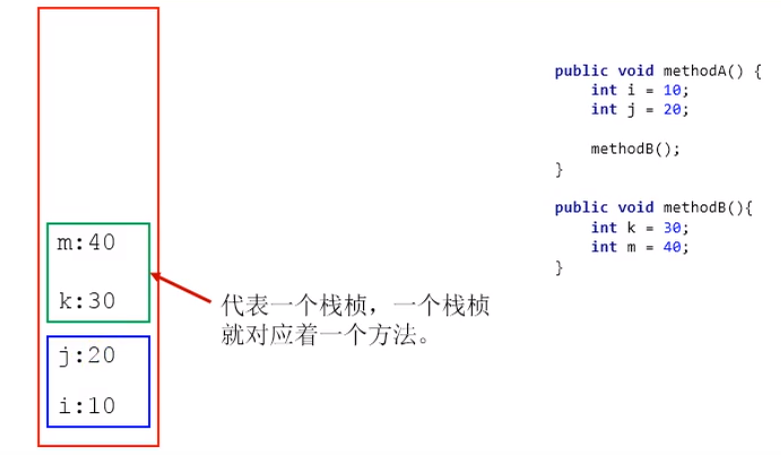 m:40
k:30
j:20
i:10
代表一个栈桢，一个栈桢
就对应着一个方法。
public void methodA() {
    int i = 10;
    int j = 20;
    methodB();
}
public void methodB(){
    int k = 30;
    int m = 40;
}